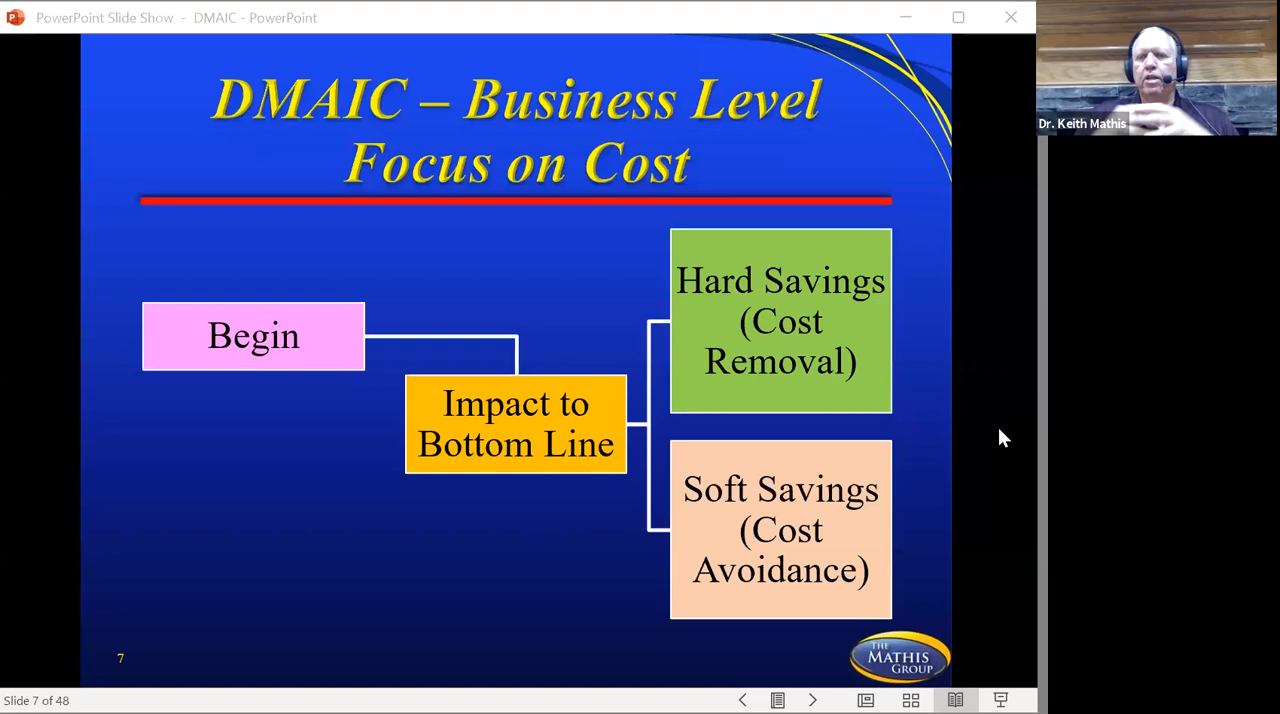 PowerPoint Slide Show - DMAIC - PowerPoint
Dr. Keith Mathis
DMAIC – Business Level
Focus on Cost
Begin
Impact to
Bottom Line
Hard Savings
(Cost
Removal)
Soft Savings
(Cost
Avoidance)
7
THE
MATHIS
GROUP
Slide 7 of 48